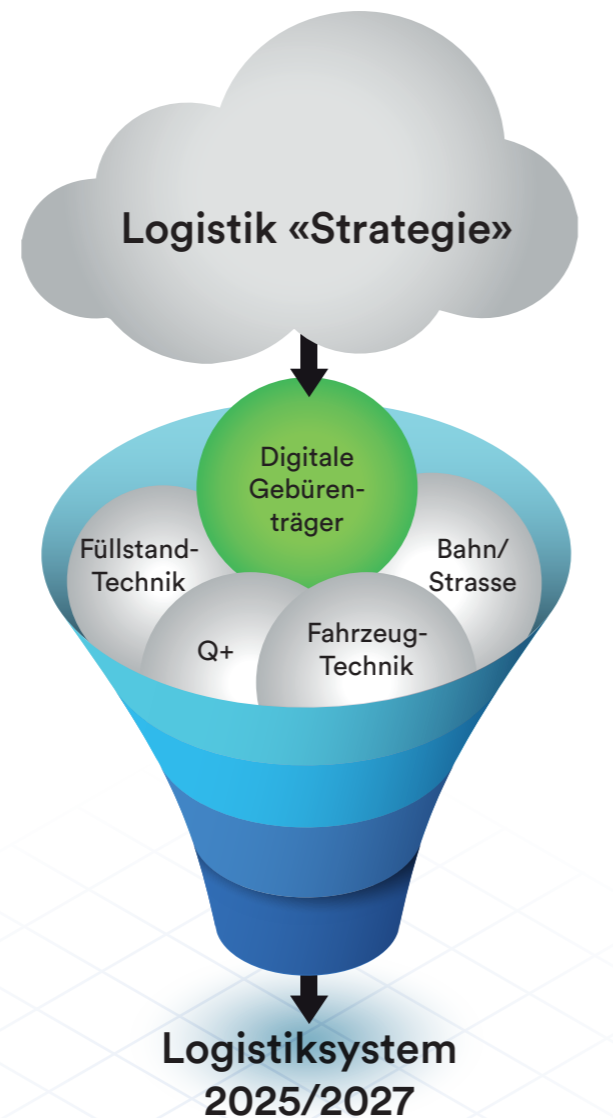 Logistik «Strategie»
Digitale
Gebüren-
träger
Füllstand-
Technik
Bahn/
Strasse
Q+
Fahrzeug-
Technik
Logistiksystem
2025/2027